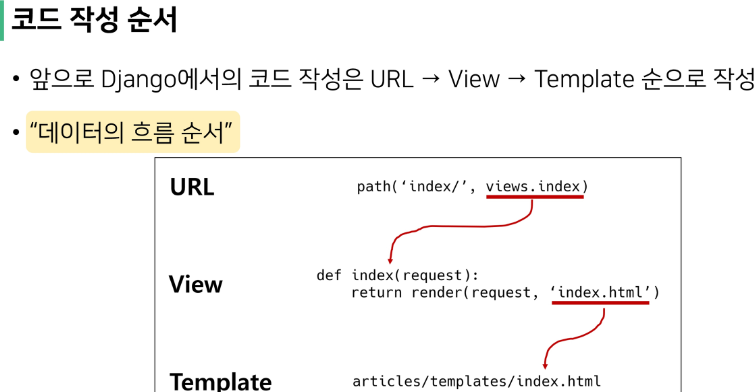 코드 작성 순서
• 앞으로 Django에서의 코드 작성은 URL → View → Template 순으로 작성
• “데이터의 흐름 순서”
URL path(‘index/’, views.index)
def index(request):
View return render(request, ‘index.html’)
Template articles/templates/index.html